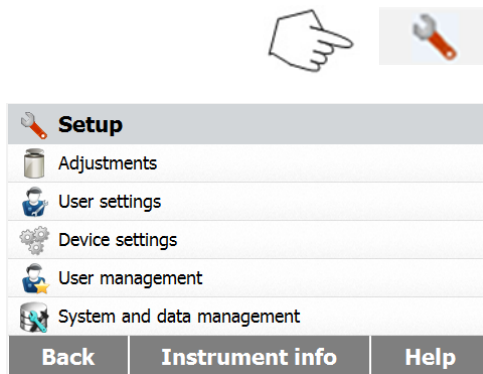 Setup
Adjustments
User settings
Device settings
User management
System and data management
Back Instrument info Help